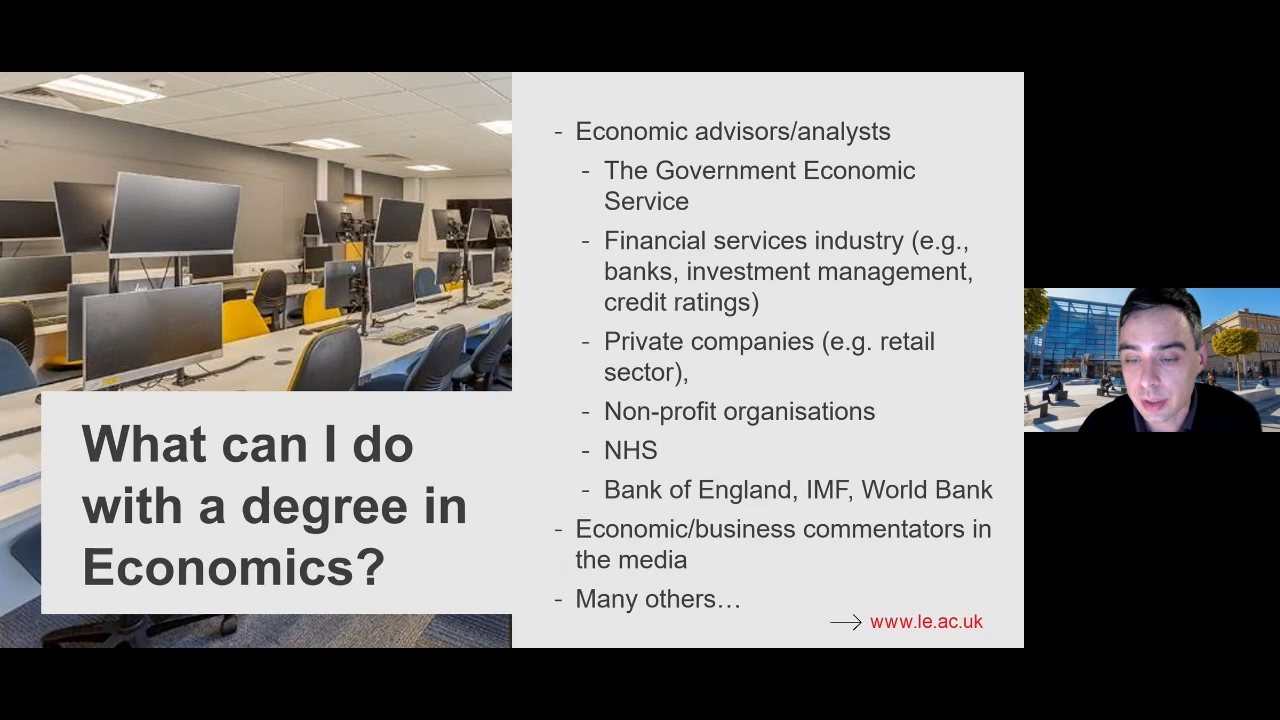 What can I do
with a degree in
Economics?
- Economic advisors/analysts
- The Government Economic
Service
- Financial services industry (e.g.,
banks, investment management,
credit ratings)
- Private companies (e.g. retail
sector),
- Non-profit organisations
- NHS
- Bank of England, IMF, World Bank
- Economic/business commentators in
the media
- Many others…
www.le.ac.uk